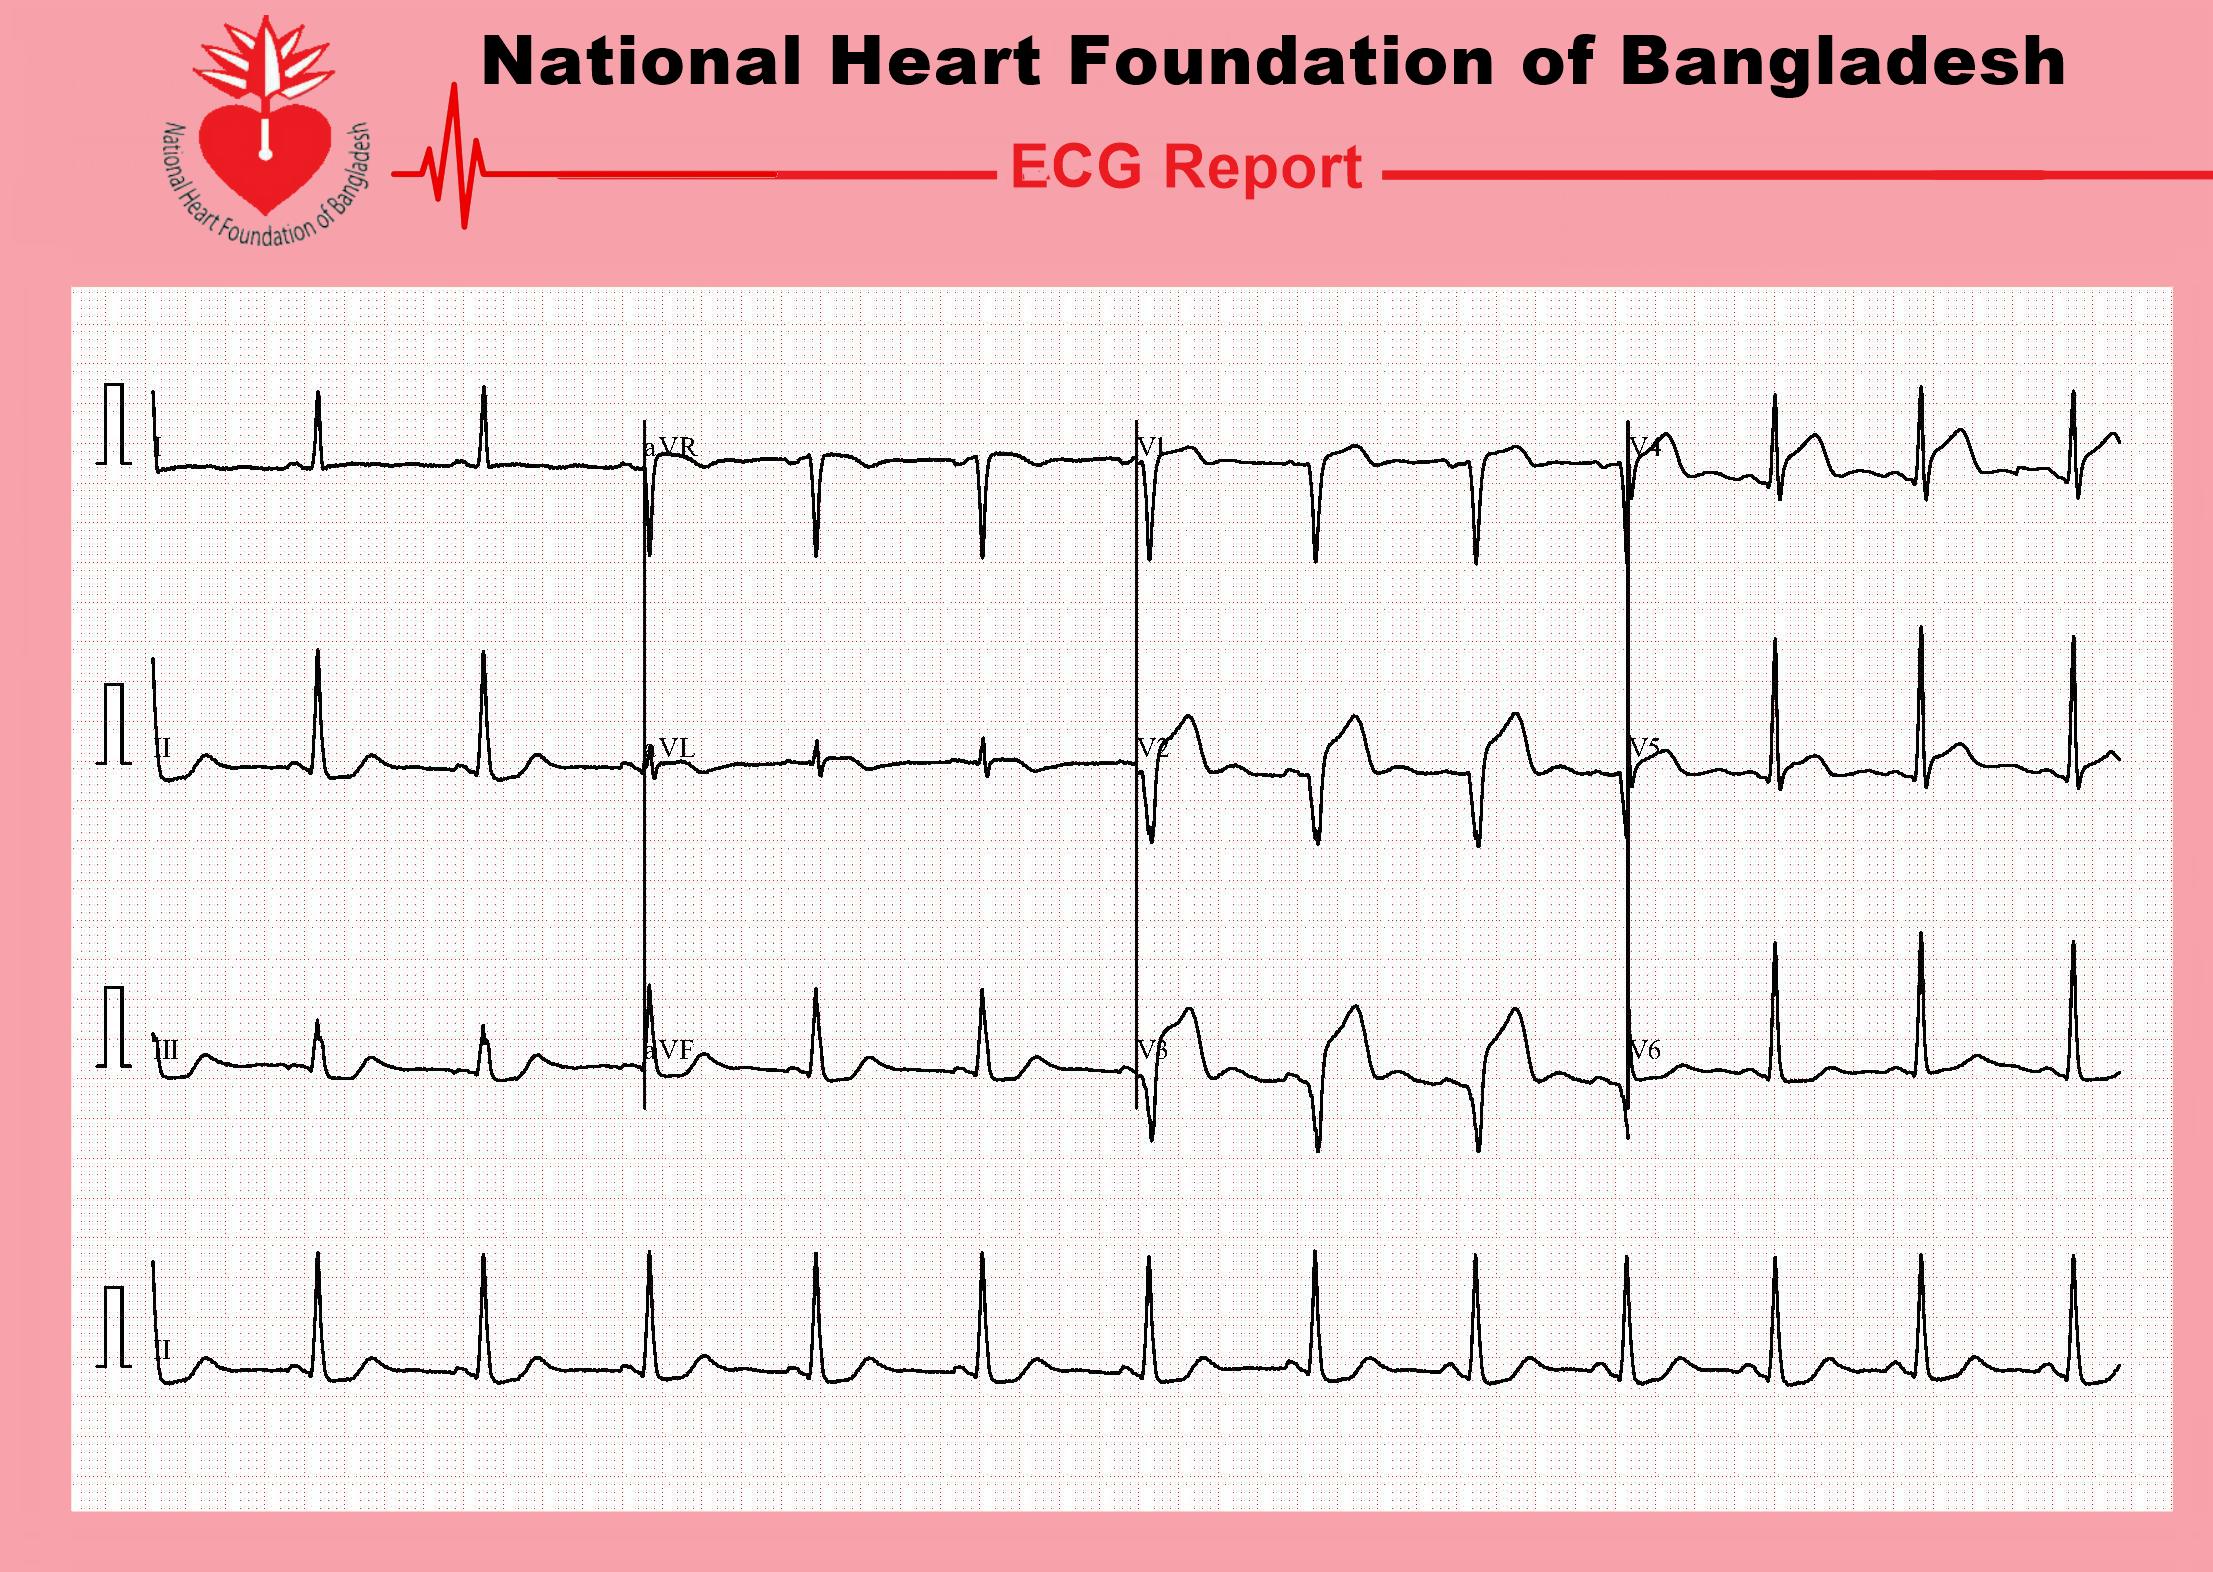 National Heart Foundation of Bangladesh
National Heart Foundation of Bangladesh
ECG Report
I aVR V1 V4
II aVL V2 V5
III aVF V3 V6
II